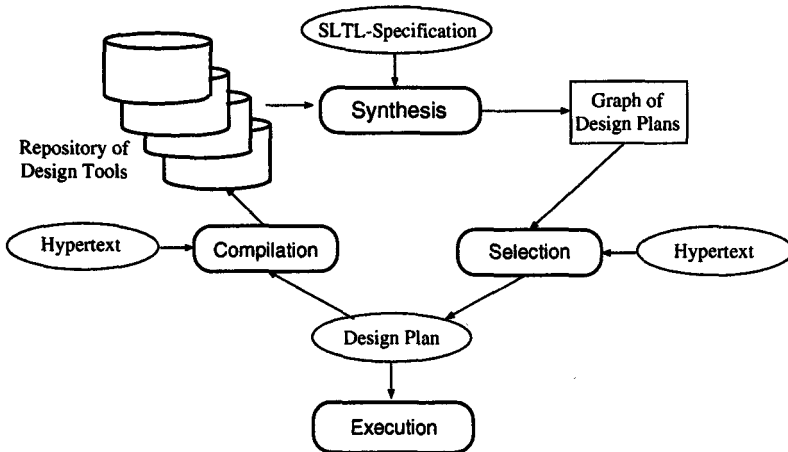 SLTL-Specification
Synthesis
Graph of
Design Plans
Repository of
Design Tools
Hypertext
Compilation
Selection
Hypertext
Design Plan
Execution